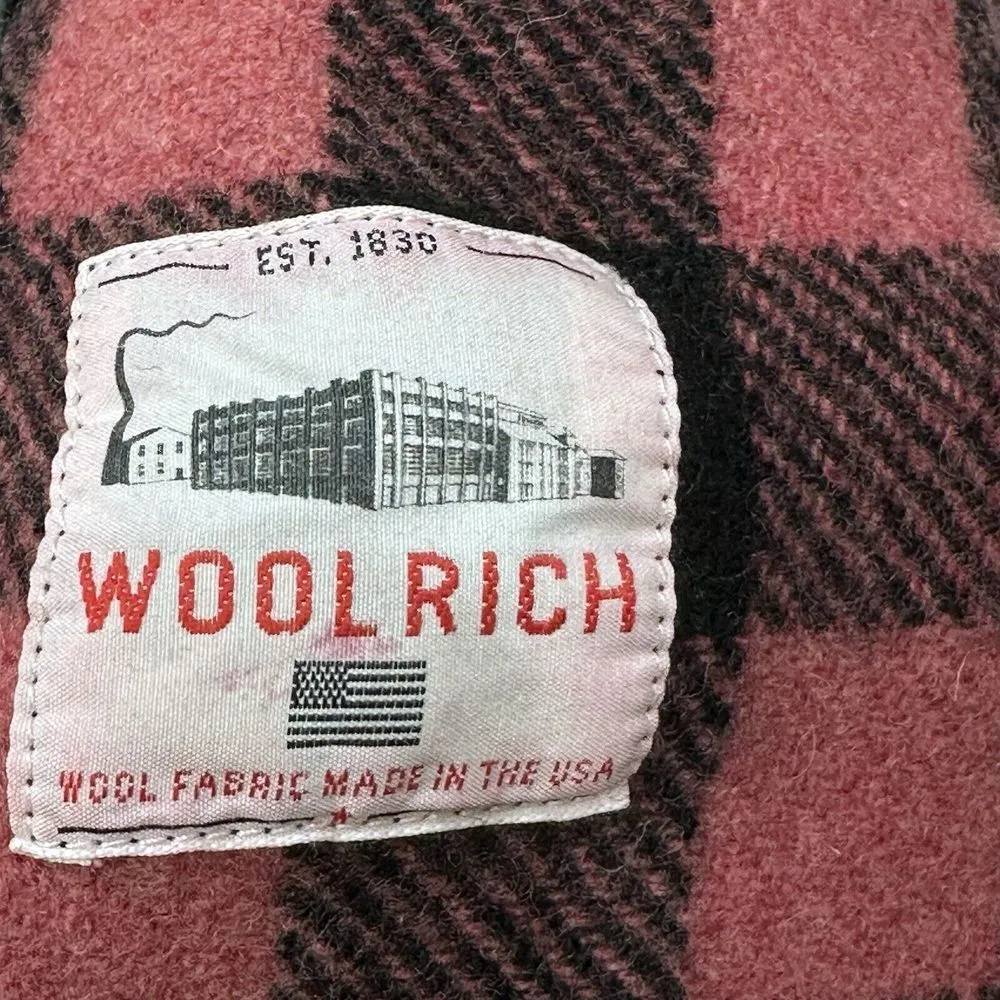 EST. 1830
WOOLRICH
WOOL FABRIC MADE IN THE USA